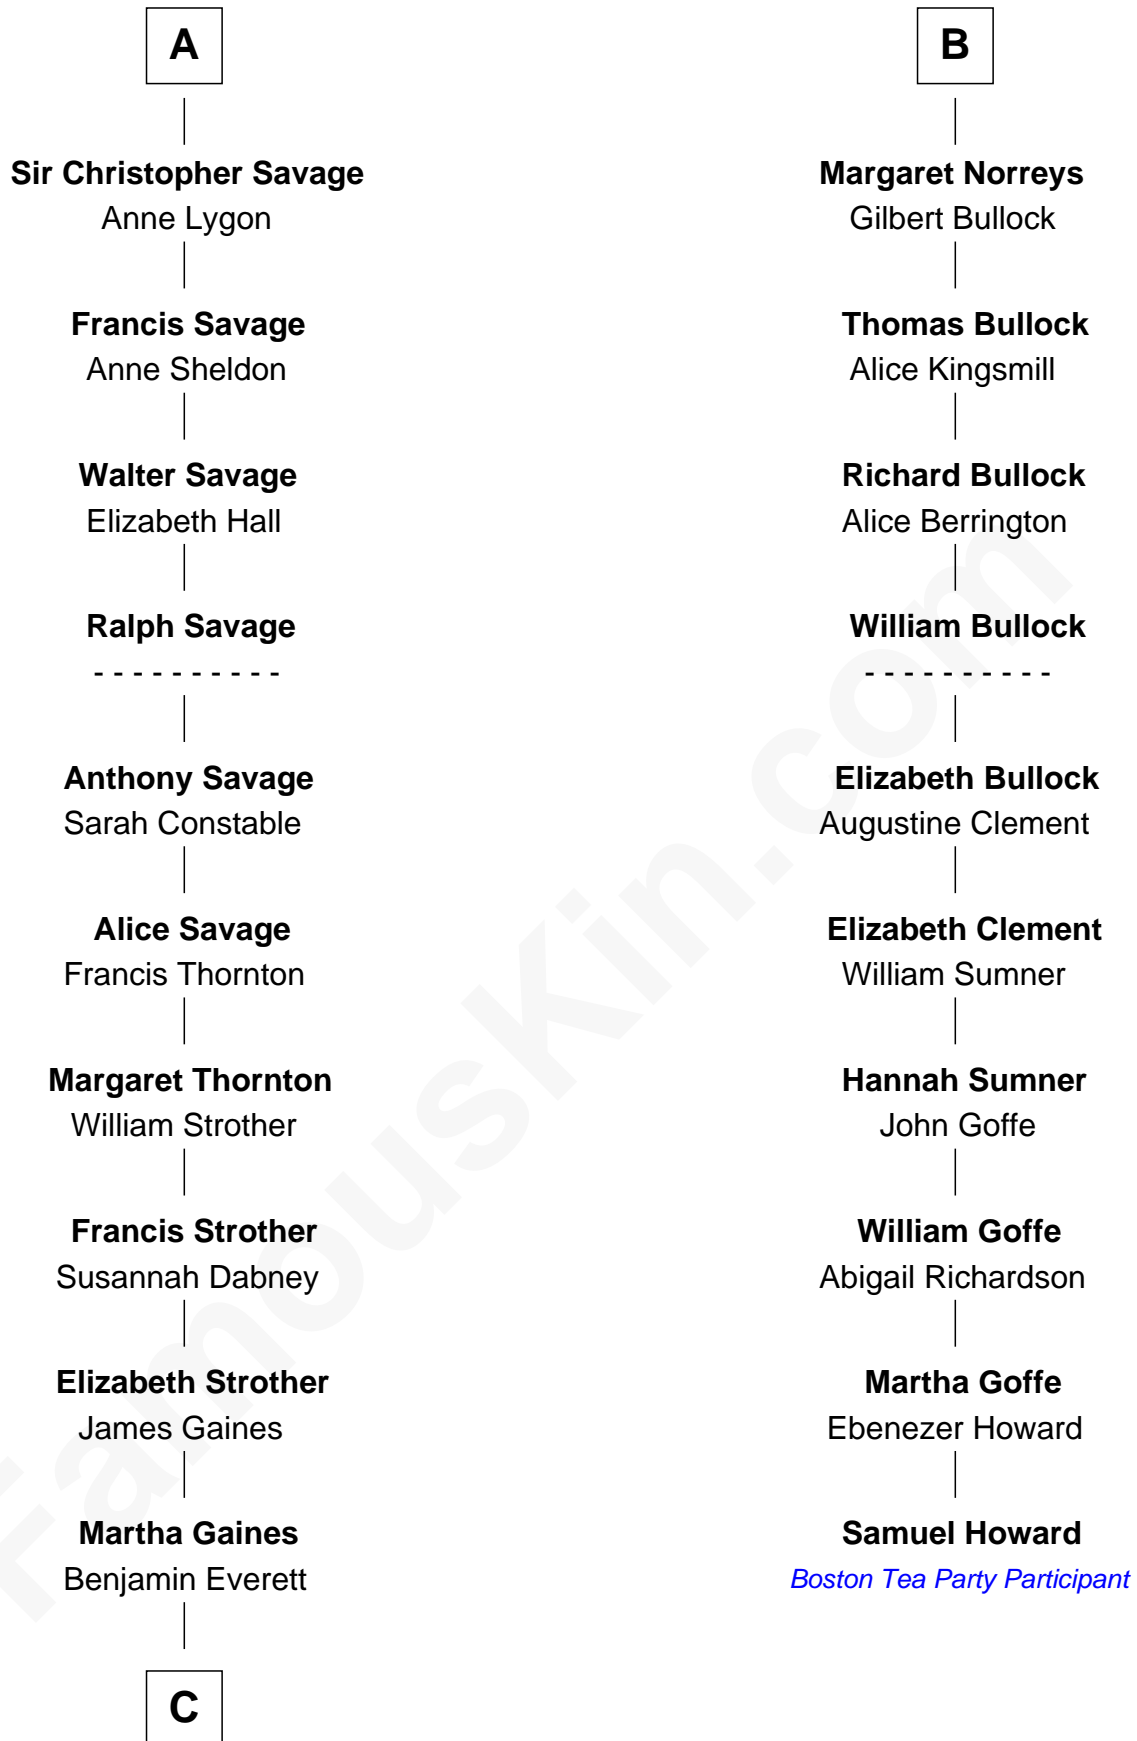 A
Sir Christopher Savage
Anne Lygon
Francis Savage
Anne Sheldon
Walter Savage
Elizabeth Hall
Ralph Savage
- - - - - - - - - -
Anthony Savage
Sarah Constable
Alice Savage
Francis Thornton
Margaret Thornton
William Strother
Francis Strother
Susannah Dabney
Elizabeth Strother
James Gaines
Martha Gaines
Benjamin Everett
C
B
Margaret Norreys
Gilbert Bullock
Thomas Bullock
Alice Kingsmill
Richard Bullock
Alice Berrington
William Bullock
- - - - - - - - - -
Elizabeth Bullock
Augustine Clement
Elizabeth Clement
William Sumner
Hannah Sumner
John Goffe
William Goffe
Abigail Richardson
Martha Goffe
Ebenezer Howard
Samuel Howard
Boston Tea Party Participant
FamousKin.com